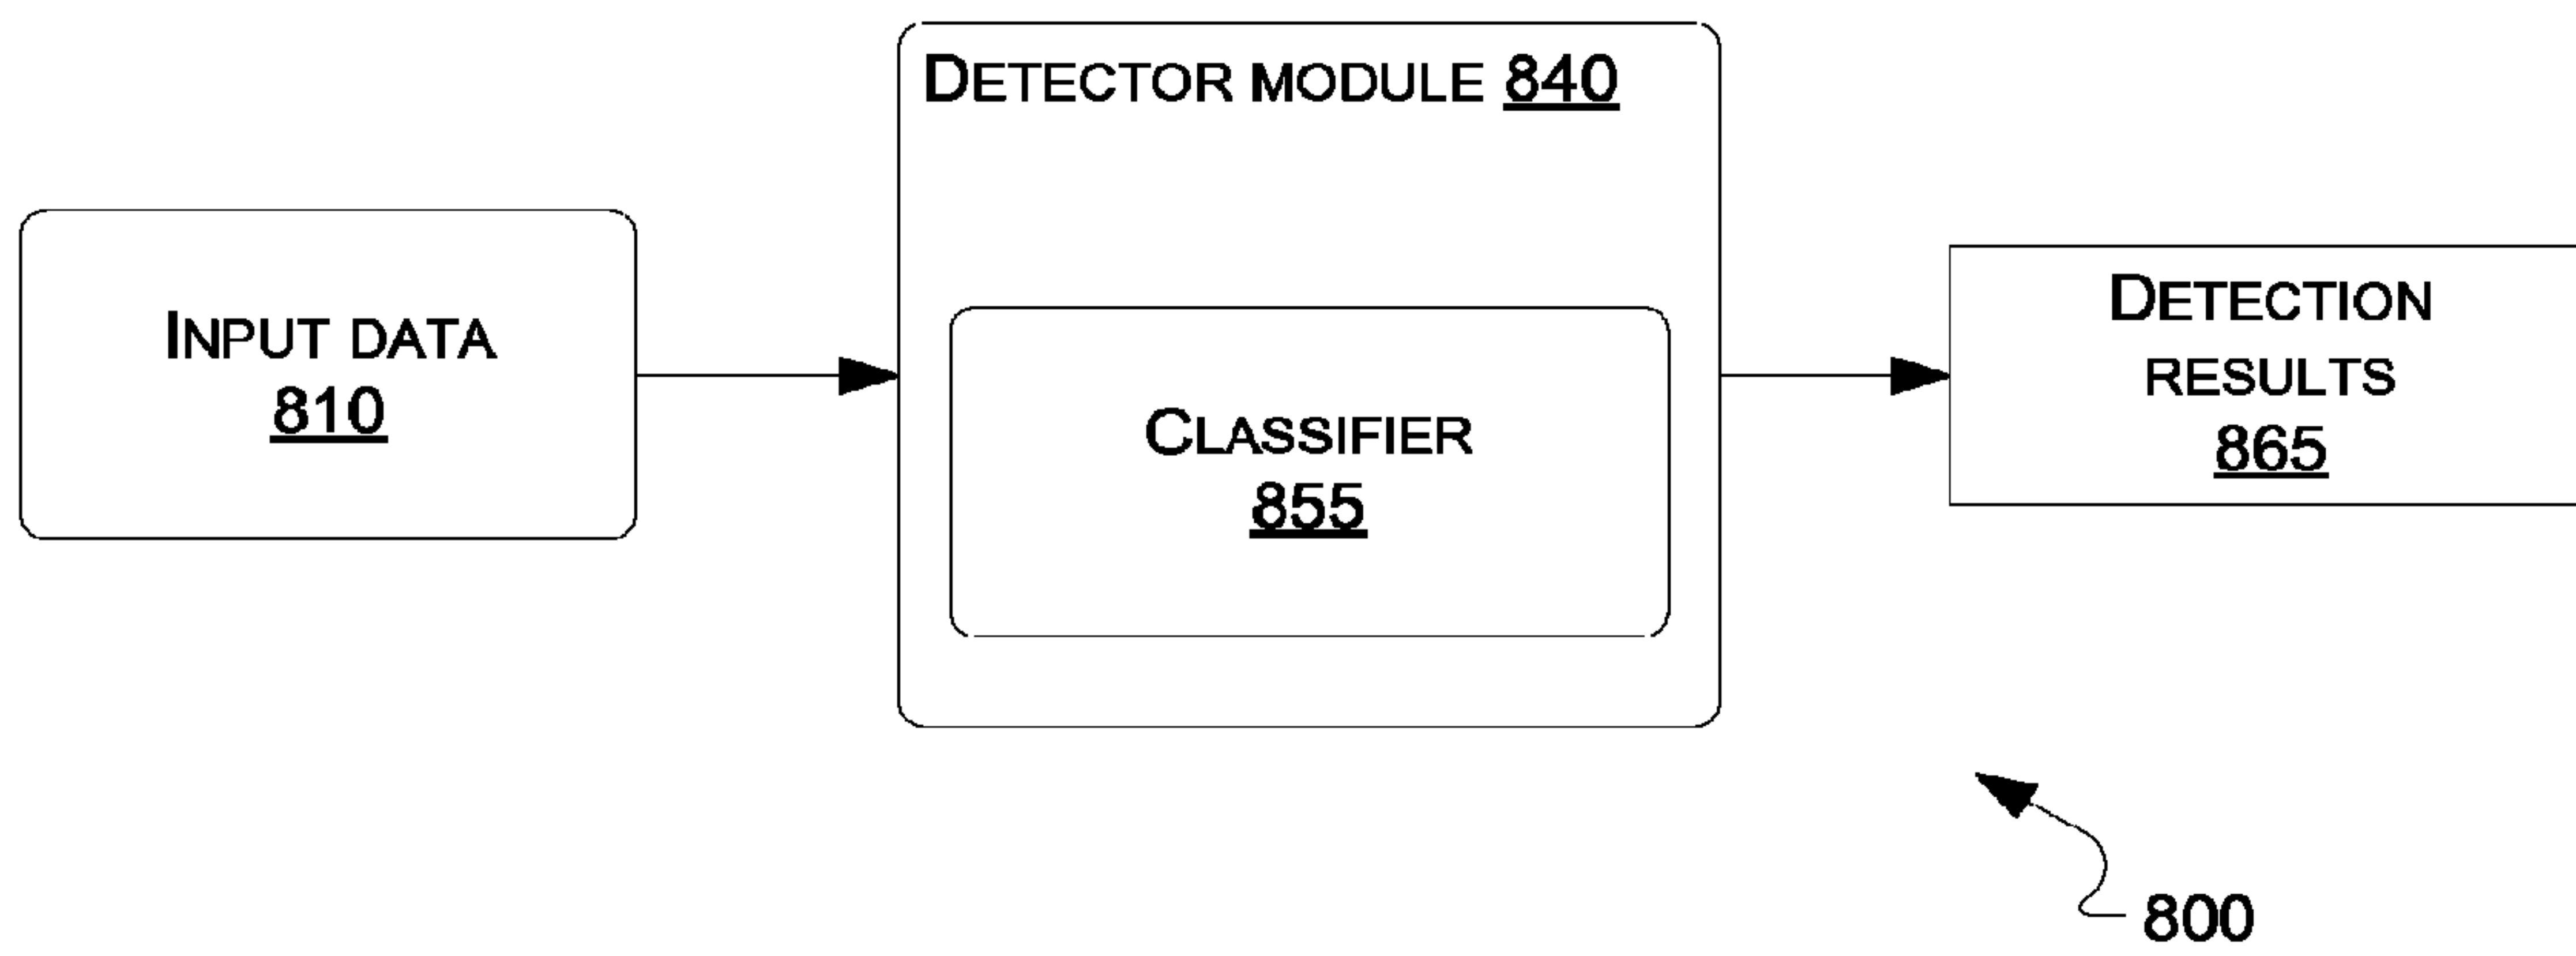 DETECTOR MODULE 840
INPUT DATA
810
CLASSIFIER
855
DETECTION
RESULTS
865
800